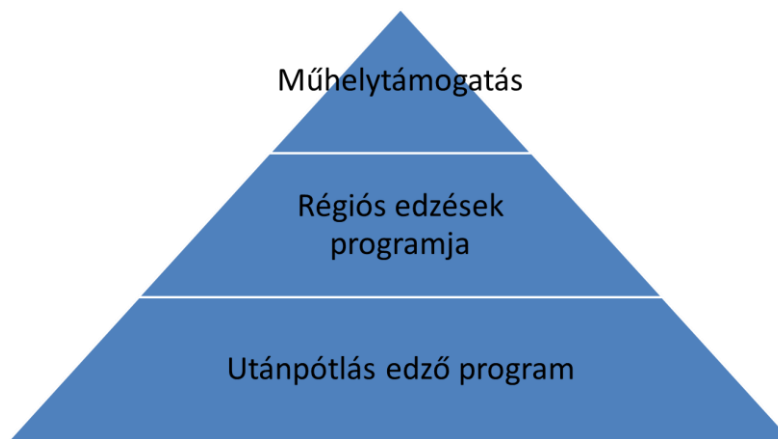 Műhelytámogatás
Régiós edzések
programja
Utánpótlás edző program